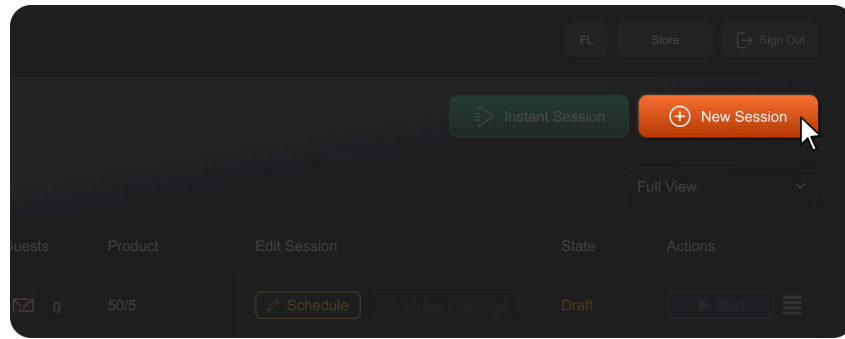 FL Store Sign Out
Instant Session New Session
Full View
Guests Product Edit Session State Actions
0 50/5 Schedule Stream Settings Draft Start